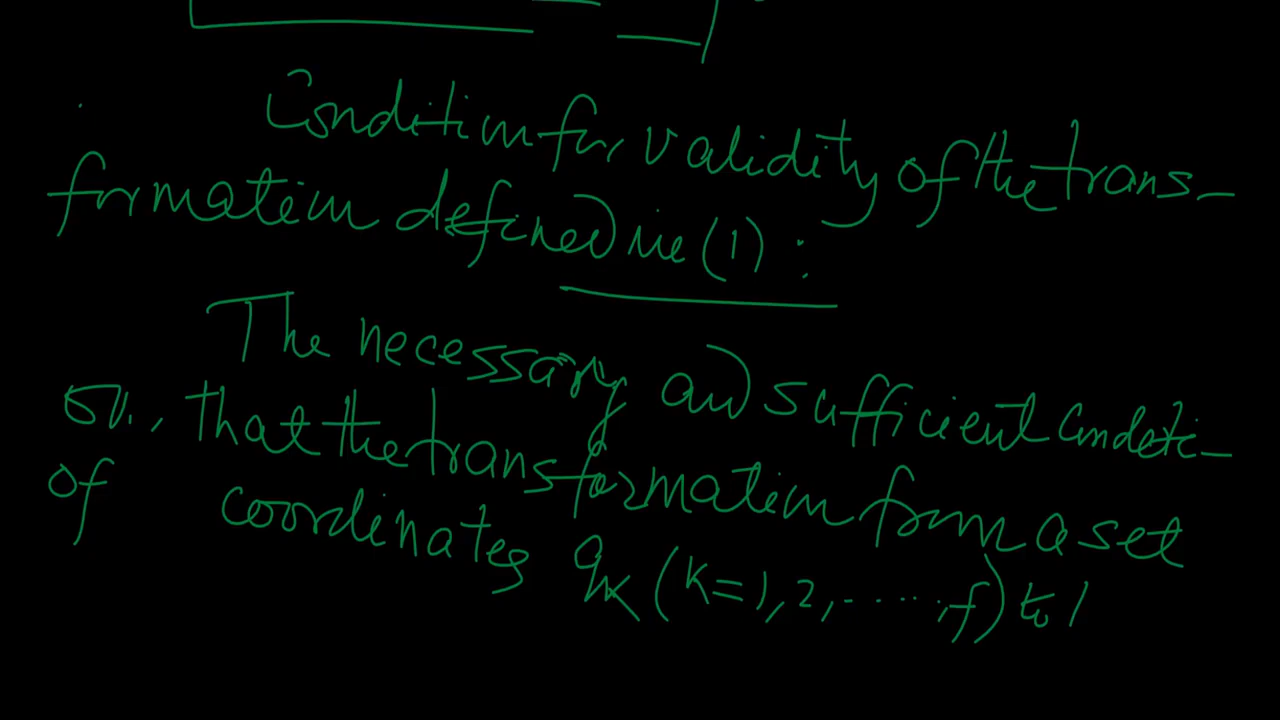 Condition for validity of the trans-
formation defined in (1) :
The necessary and sufficient conditi-
on, that the transformation from a set
of coordinates qk (k=1,2,.....,f) to